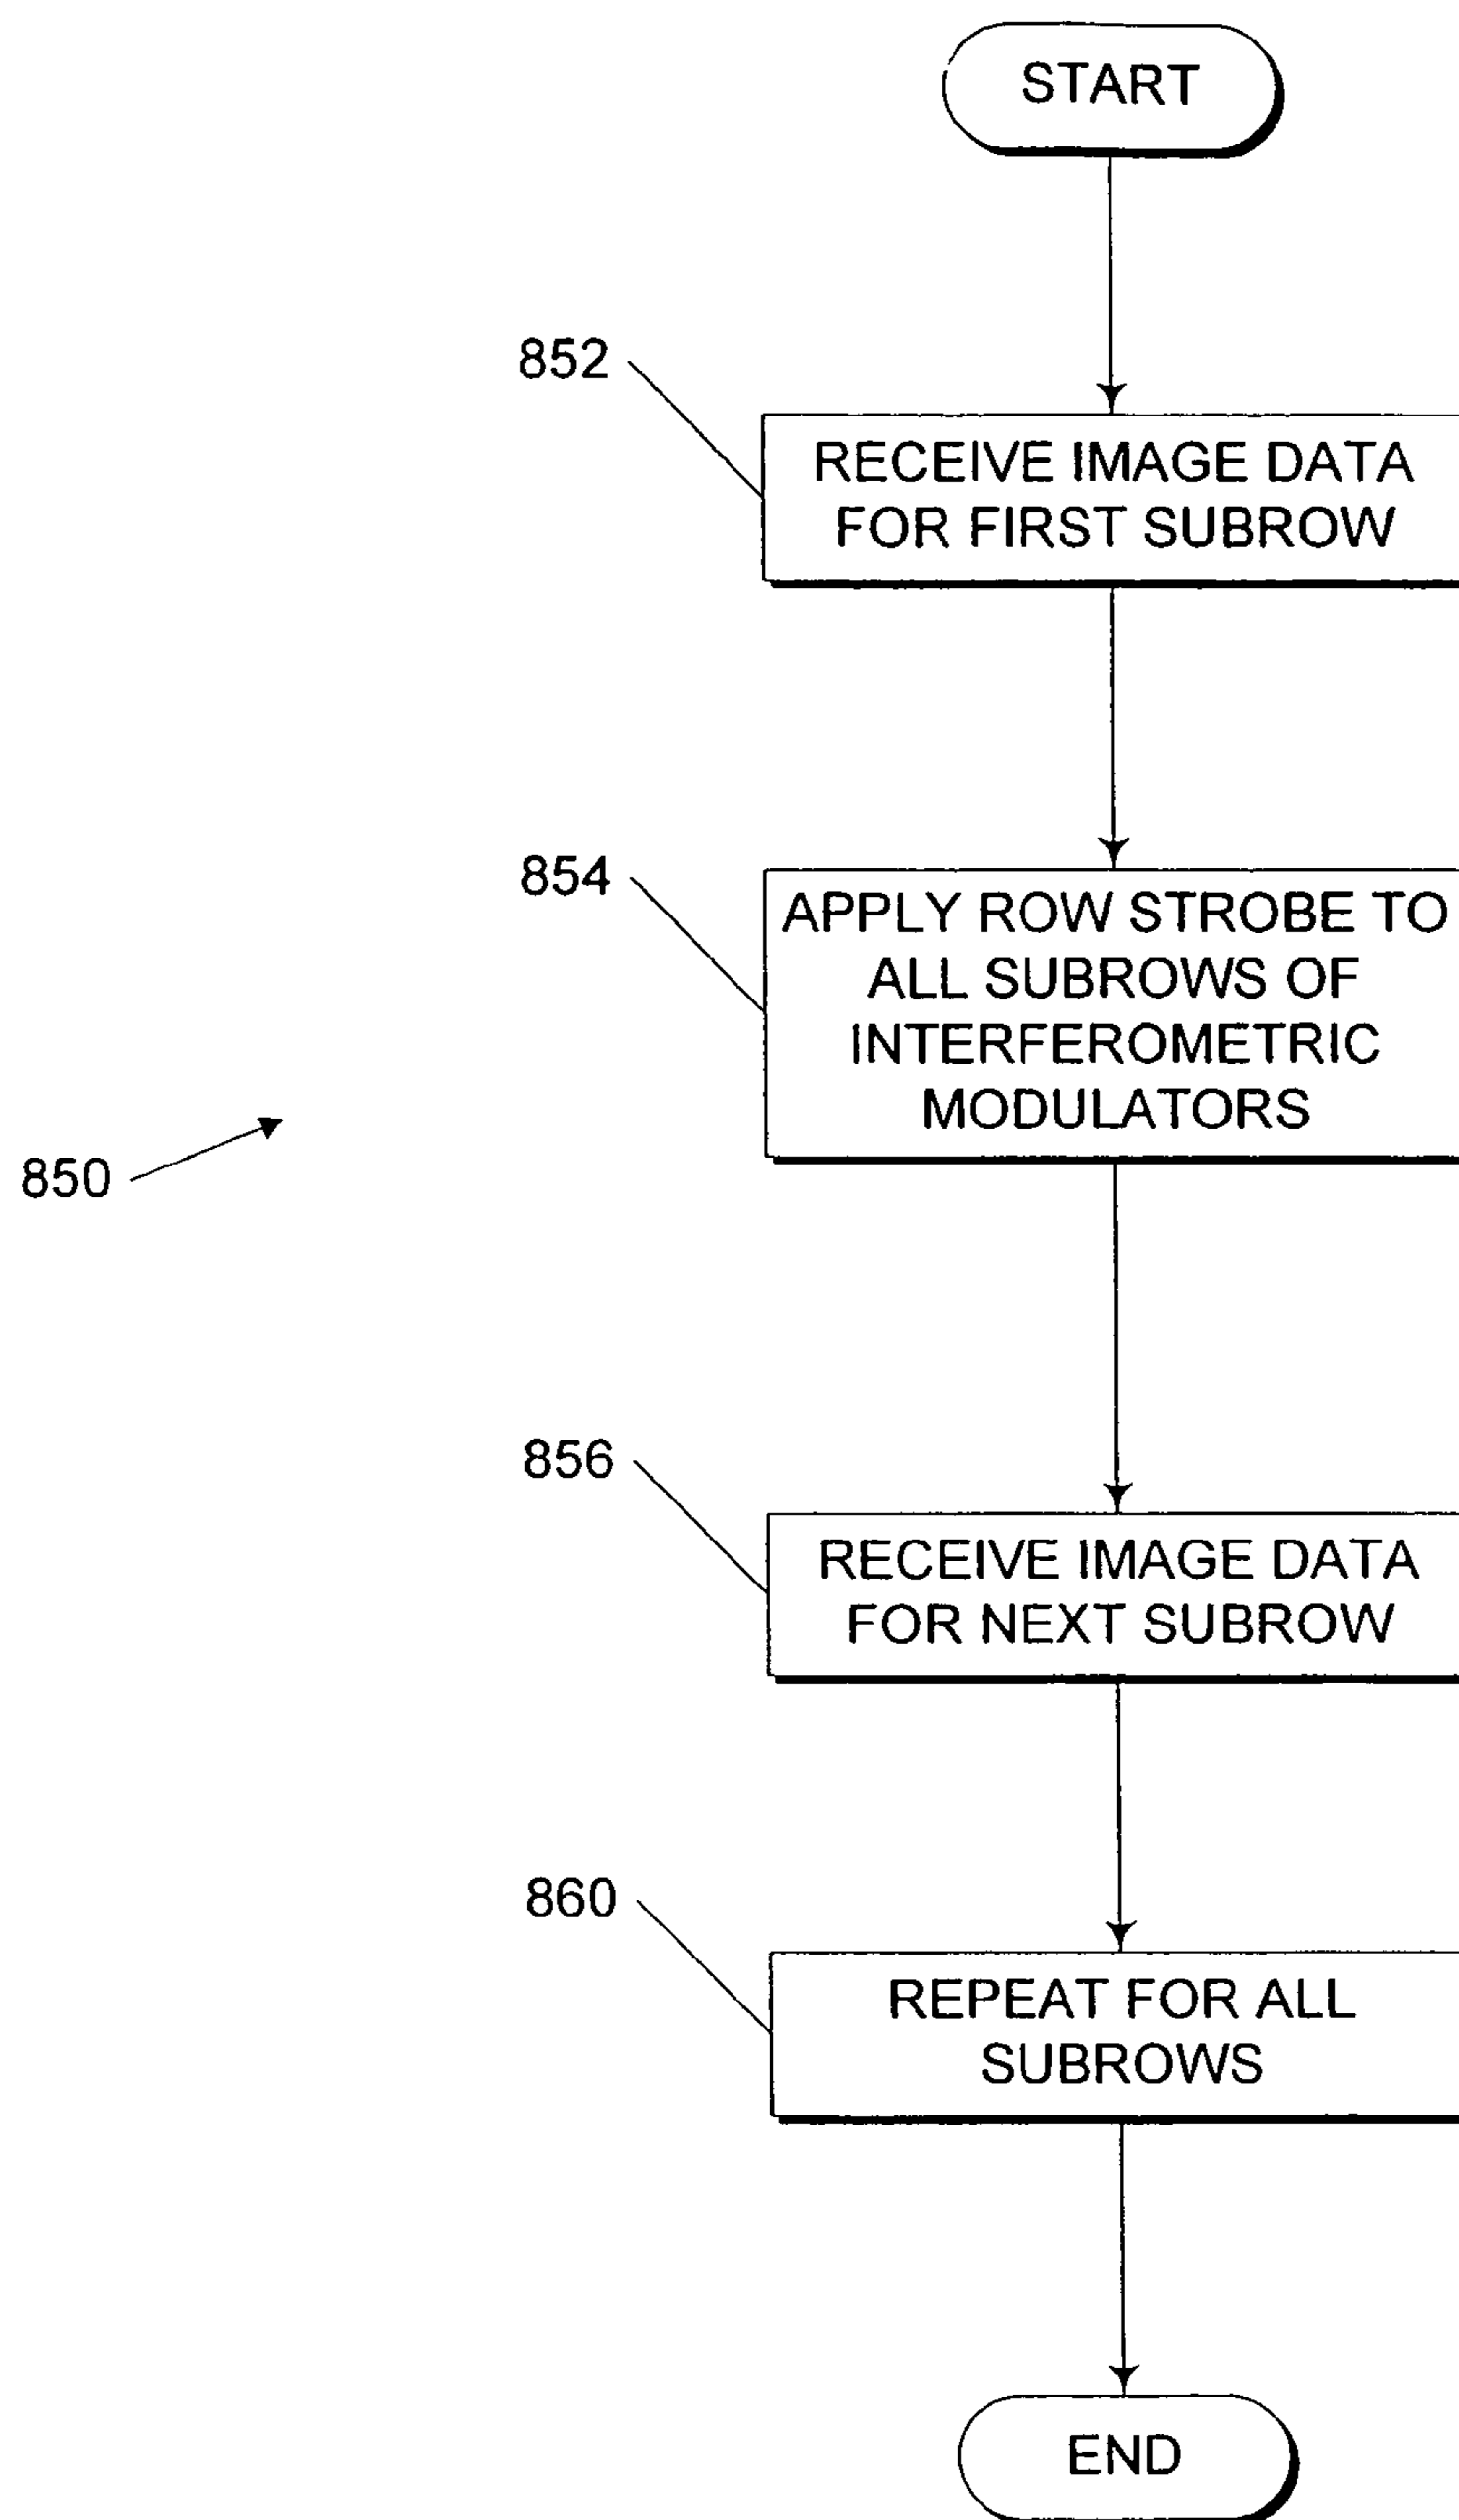 START
852
RECEIVE IMAGE DATA
FOR FIRST SUBROW
854
APPLY ROW STROBE TO
ALL SUBROWS OF
INTERFEROMETRIC
MODULATORS
850
856
RECEIVE IMAGE DATA
FOR NEXT SUBROW
860
REPEAT FOR ALL
SUBROWS
END